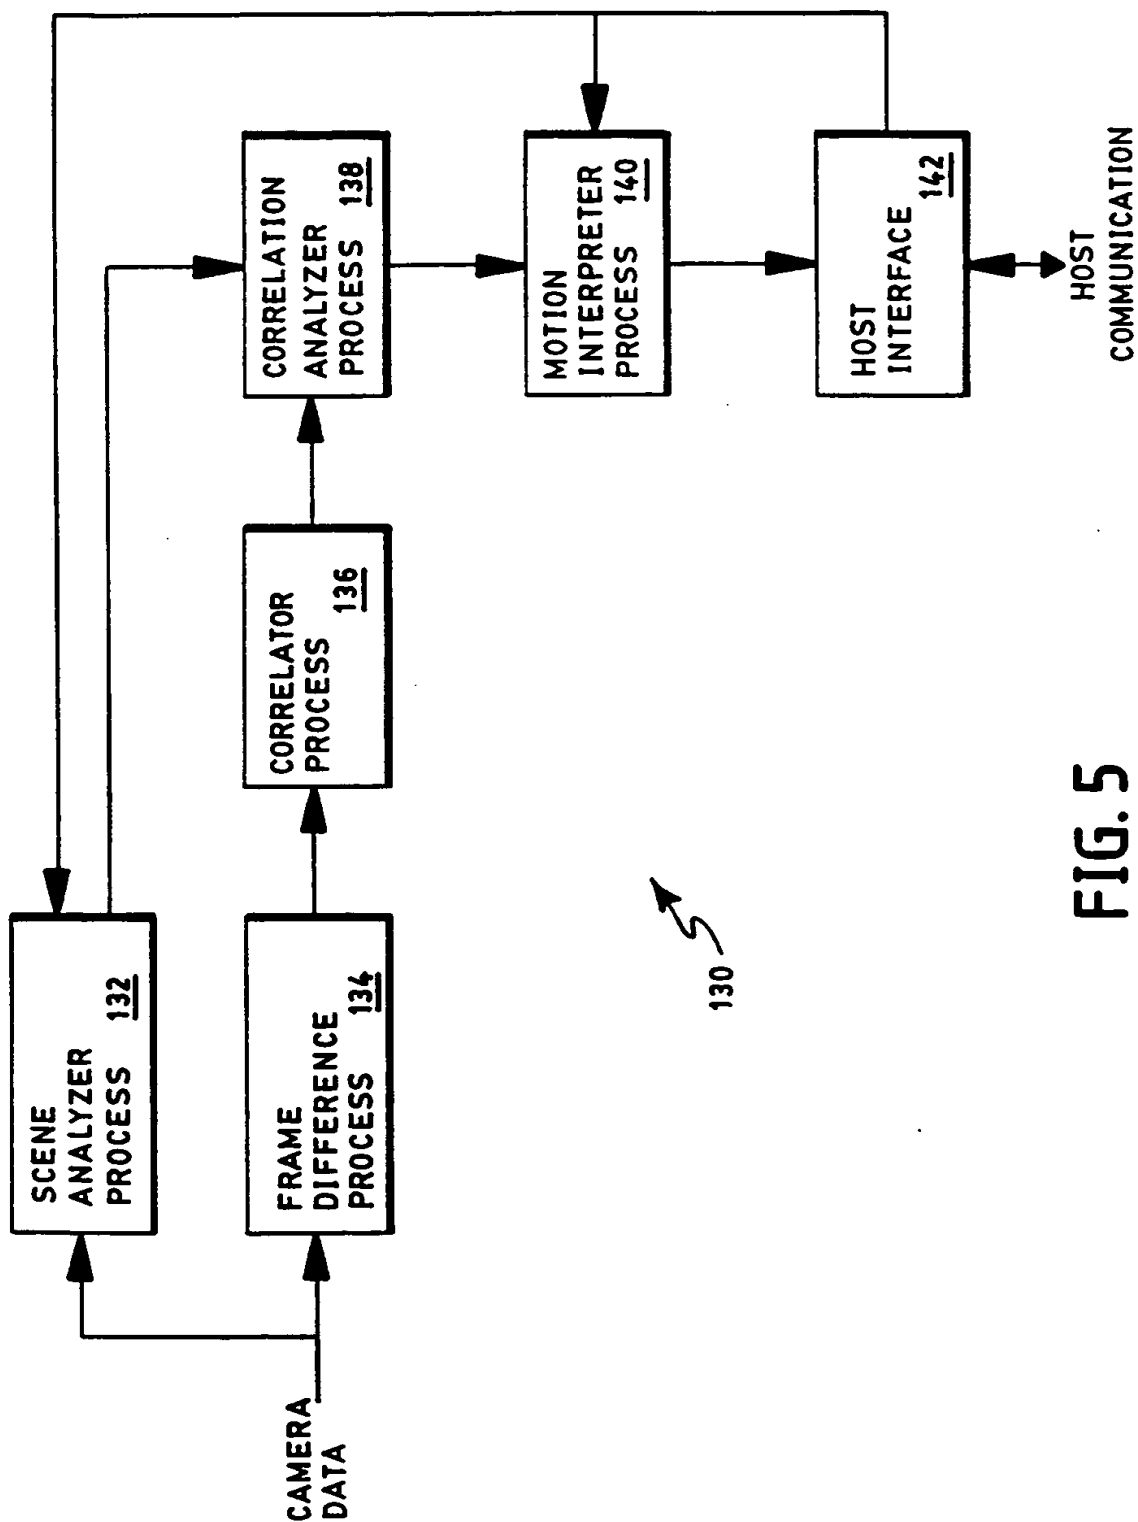 SCENE
ANALYZER
PROCESS 132
CAMERA
DATA
FRAME
DIFFERENCE
PROCESS 134
CORRELATOR
PROCESS
136
CORRELATION
ANALYZER
PROCESS 138
MOTION
INTERPRETER
PROCESS 140
HOST
INTERFACE
142
HOST
COMMUNICATION
130
FIG. 5